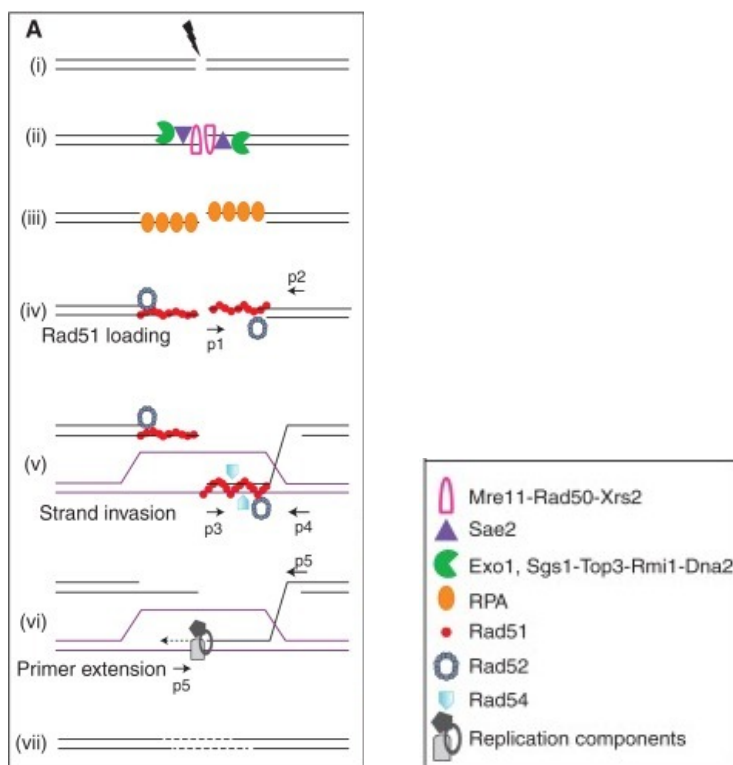 A
(i)
(ii)
(iii)
p2
(iv)
Rad51 loading
p1
(v)
Strand invasion
p3
p4
p5
(vi)
Primer extension
p5
(vii)
Mre11-Rad50-Xrs2
Sae2
Exo1, Sgs1-Top3-Rmi1-Dna2
RPA
Rad51
Rad52
Rad54
Replication components